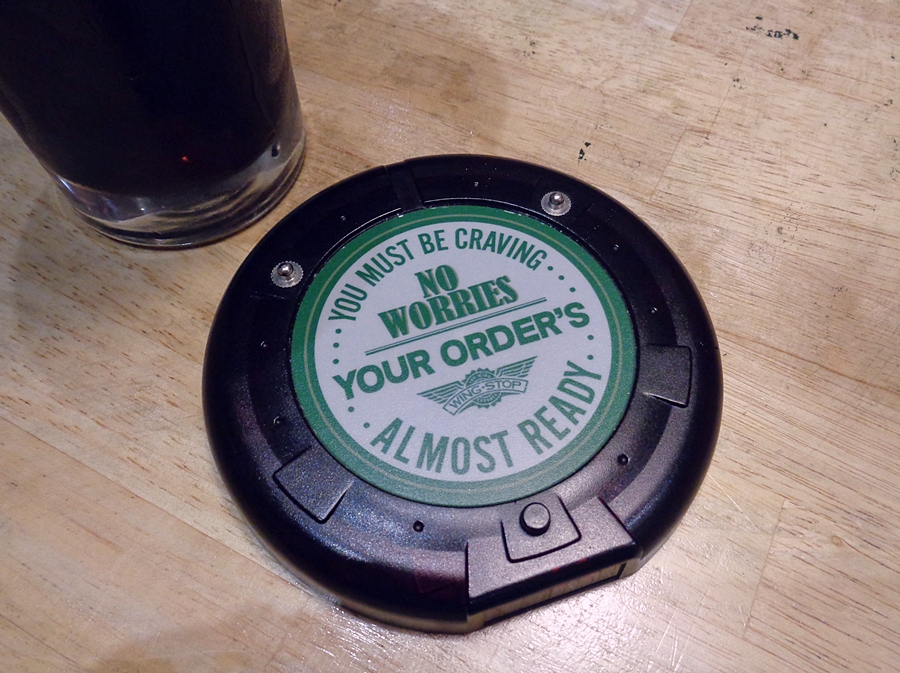 YOU MUST BE CRAVING
NO
WORRIES
YOUR ORDER'S
WING·STOP
ALMOST READY